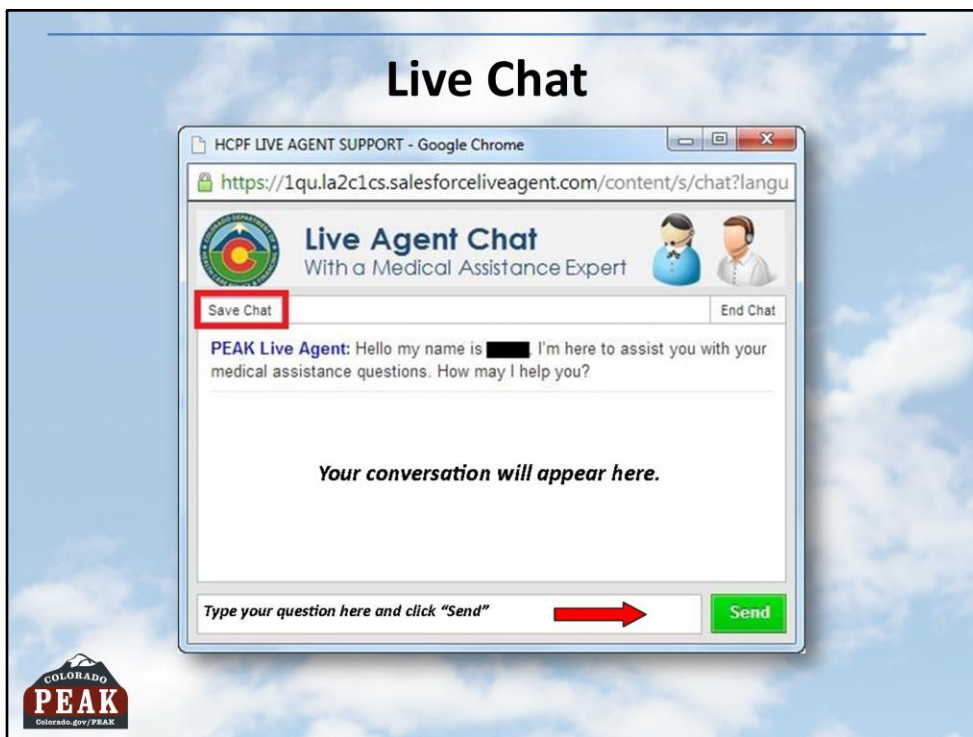 Live Chat
HCPF LIVE AGENT SUPPORT - Google Chrome
https://1qu.la2c1cs.salesforceliveagent.com/content/s/chat?langu
Live Agent Chat
With a Medical Assistance Expert
Save Chat
End Chat
PEAK Live Agent: Hello my name is , I'm here to assist you with your
medical assistance questions. How may I help you?
Your conversation will appear here.
Type your question here and click “Send”
Send
COLORADO
PEAK
Colorado.gov/PEAK